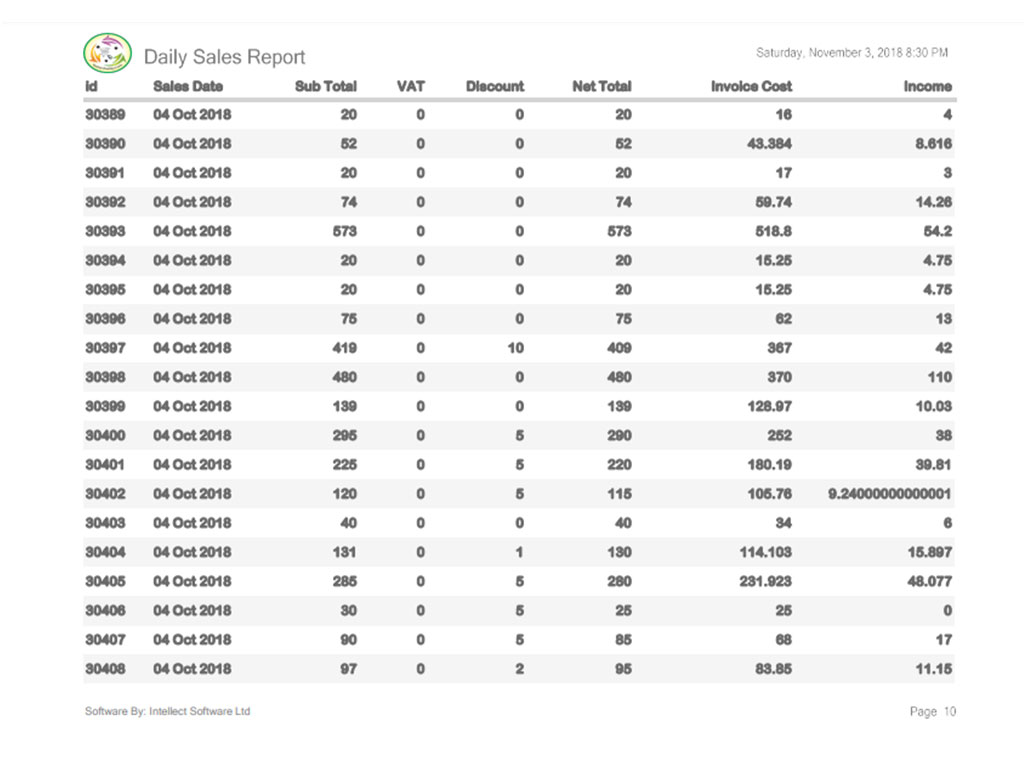 Daily Sales Report
Saturday, November 3, 2018 8:30 PM
Id Sales Date Sub Total VAT Discount Net Total Invoice Cost Income
30389 04 Oct 2018 20 0 0 20 16 4
30390 04 Oct 2018 52 0 0 52 43.384 8.616
30391 04 Oct 2018 20 0 0 20 17 3
30392 04 Oct 2018 74 0 0 74 59.74 14.26
30393 04 Oct 2018 573 0 0 573 518.8 54.2
30394 04 Oct 2018 20 0 0 20 15.25 4.75
30395 04 Oct 2018 20 0 0 20 15.25 4.75
30396 04 Oct 2018 75 0 0 75 62 13
30397 04 Oct 2018 419 0 10 409 367 42
30398 04 Oct 2018 480 0 0 480 370 110
30399 04 Oct 2018 139 0 0 139 128.97 10.03
30400 04 Oct 2018 295 0 5 290 252 38
30401 04 Oct 2018 225 0 5 220 180.19 39.81
30402 04 Oct 2018 120 0 5 115 105.76 9.24000000000001
30403 04 Oct 2018 40 0 0 40 34 6
30404 04 Oct 2018 131 0 1 130 114.103 15.897
30405 04 Oct 2018 285 0 5 280 231.923 48.077
30406 04 Oct 2018 30 0 5 25 25 0
30407 04 Oct 2018 90 0 5 85 68 17
30408 04 Oct 2018 97 0 2 95 83.85 11.15
Software By: Intellect Software Ltd
Page 10